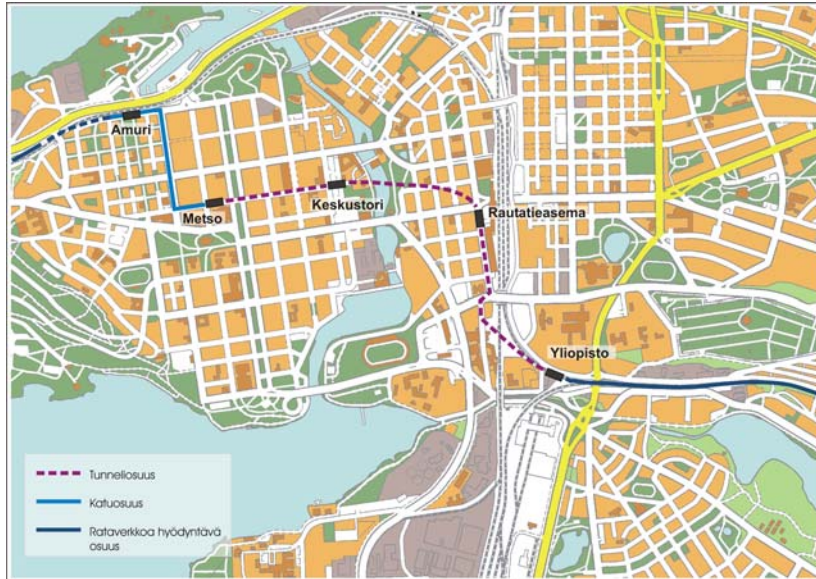 Amuri
Metso
Keskustori
Rautatieasema
Yliopisto
Tunneliosuus
Katuosuus
Rataverkkoa hyödyntävä
osuus